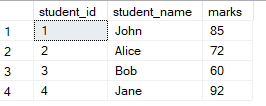 student_id student_name marks
1 1 John 85
2 2 Alice 72
3 3 Bob 60
4 4 Jane 92